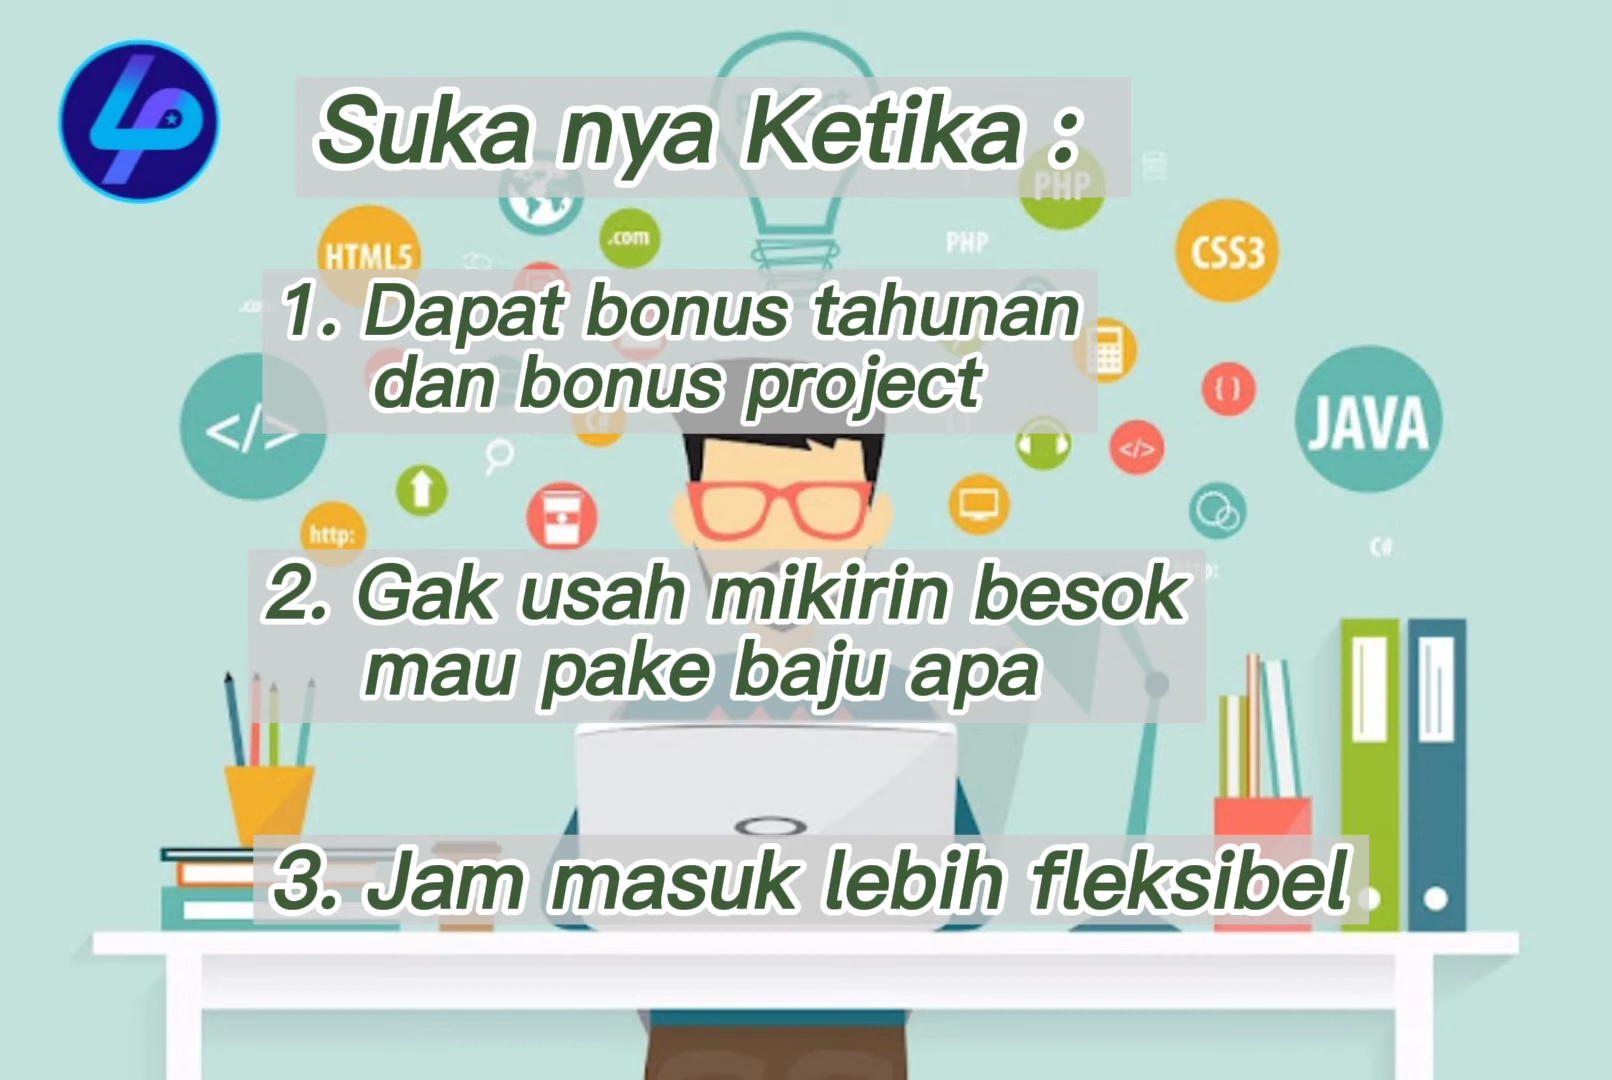 Suka nya Ketika :
PHP
HTML5
.com
PHP
CSS3
.co
1. Dapat bonus tahunan
dan bonus project
{ }
</>
JAVA
</>
C#
http:
C#
2. Gak usah mikirin besok
mau pake baju apa
3. Jam masuk lebih fleksibel